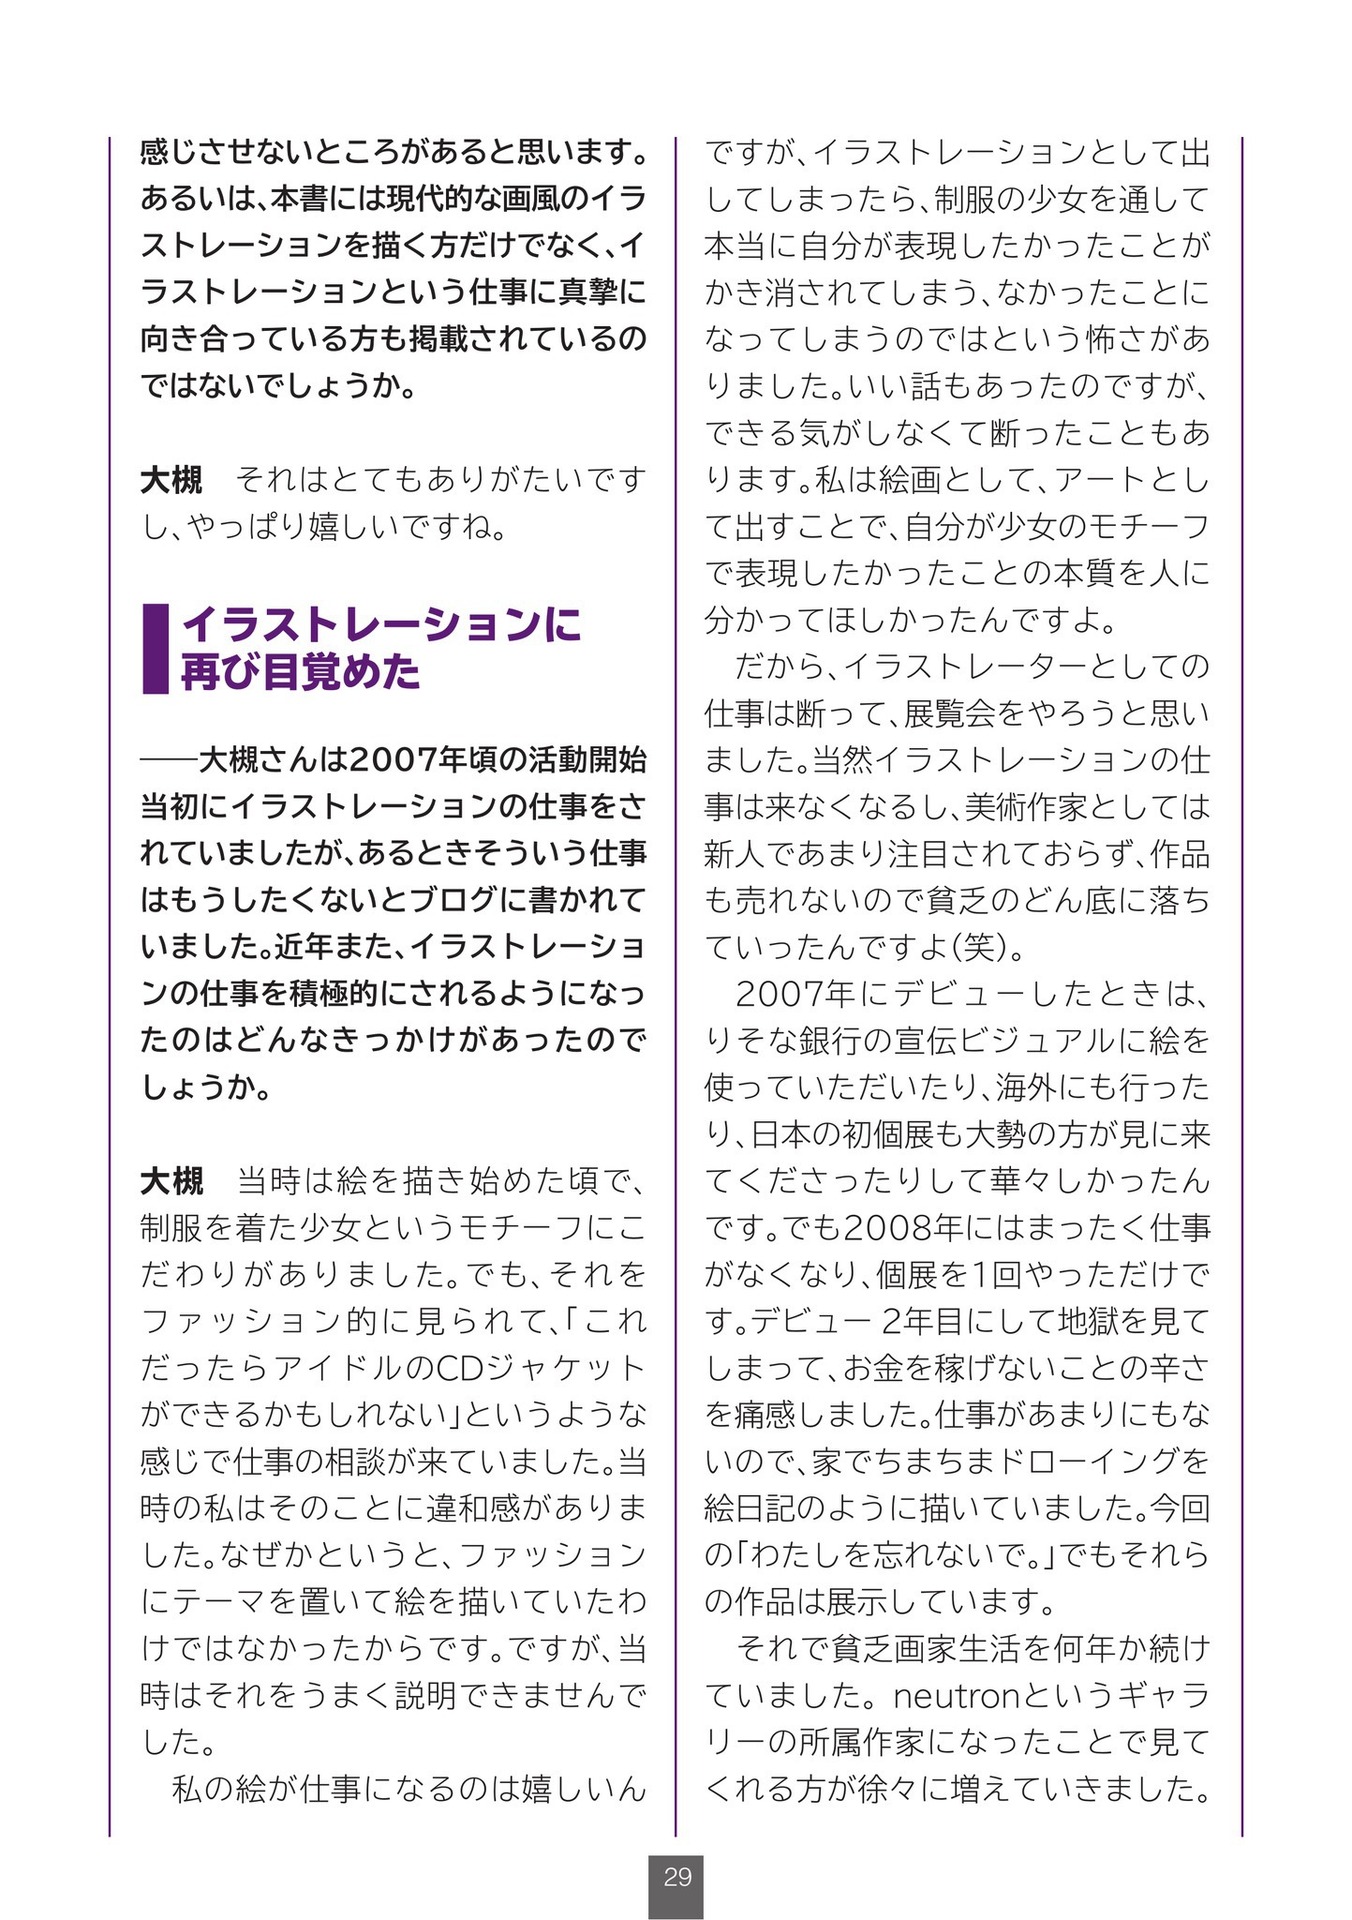 感じさせないところがあると思います。
あるいは、本書には現代的な画風のイラ
ストレーションを描く方だけでなく、イ
ラストレーションという仕事に真摯に
向き合っている方も掲載されているの
ではないでしょうか。
大槻　それはとてもありがたいです
し、やっぱり嬉しいですね。
イラストレーションに
再び目覚めた
――大槻さんは2007年頃の活動開始
当初にイラストレーションの仕事をさ
れていましたが、あるときそういう仕事
はもうしたくないとブログに書かれて
いました。近年また、イラストレーショ
ンの仕事を積極的にされるようになっ
たのはどんなきっかけがあったので
しょうか。
大槻　当時は絵を描き始めた頃で、
制服を着た少女というモチーフにこ
だわりがありました。でも、それを
ファッション的に見られて、「これ
だったらアイドルのCDジャケット
ができるかもしれない」というような
感じで仕事の相談が来ていました。当
時の私はそのことに違和感がありま
した。なぜかというと、ファッション
にテーマを置いて絵を描いていたわ
けではなかったからです。ですが、当
時はそれをうまく説明できませんで
した。
　私の絵が仕事になるのは嬉しいん
ですが、イラストレーションとして出
してしまったら、制服の少女を通して
本当に自分が表現したかったことが
かき消されてしまう、なかったことに
なってしまうのではという怖さがあ
りました。いい話もあったのですが、
できる気がしなくて断ったこともあ
ります。私は絵画として、アートとし
て出すことで、自分が少女のモチーフ
で表現したかったことの本質を人に
分かってほしかったんですよ。
　だから、イラストレーターとしての
仕事は断って、展覧会をやろうと思い
ました。当然イラストレーションの仕
事は来なくなるし、美術作家としては
新人であまり注目されておらず、作品
も売れないので貧乏のどん底に落ち
ていったんですよ(笑)。
　2007年にデビューしたときは、
りそな銀行の宣伝ビジュアルに絵を
使っていただいたり、海外にも行った
り、日本の初個展も大勢の方が見に来
てくださったりして華々しかったん
です。でも2008年にはまったく仕事
がなくなり、個展を1回やっただけで
す。デビュー 2年目にして地獄を見て
しまって、お金を稼げないことの辛さ
を痛感しました。仕事があまりにもな
いので、家でちまちまドローイングを
絵日記のように描いていました。今回
の「わたしを忘れないで。」でもそれら
の作品は展示しています。
　それで貧乏画家生活を何年か続け
ていました。neutronというギャラ
リーの所属作家になったことで見て
くれる方が徐々に増えていきました。
29